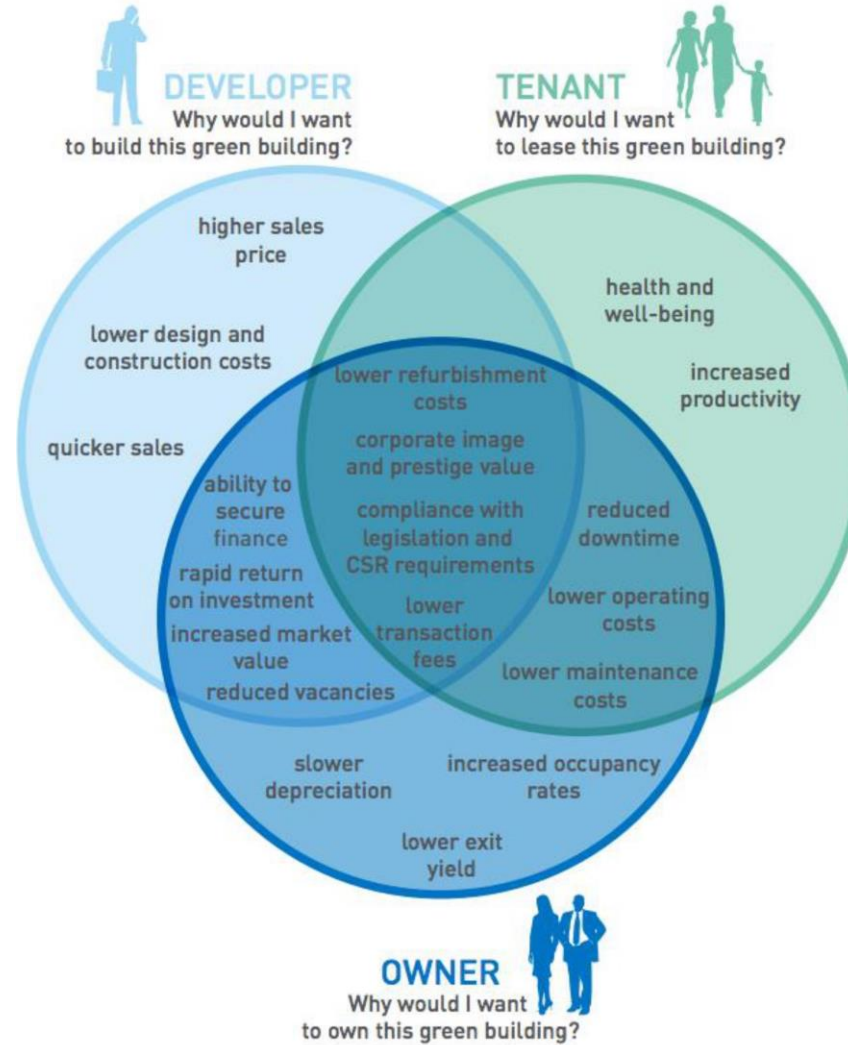 DEVELOPER
Why would I want
to build this green building?
TENANT
Why would I want
to lease this green building?
higher sales
price
lower design and
construction costs
quicker sales
health and
well-being
increased
productivity
lower refurbishment
costs
corporate image
and prestige value
compliance with
legislation and
CSR requirements
lower
transaction
fees
ability to
secure
finance
rapid return
on investment
increased market
value
reduced vacancies
reduced
downtime
lower operating
costs
lower maintenance
costs
slower
depreciation
increased occupancy
rates
lower exit
yield
OWNER
Why would I want
to own this green building?